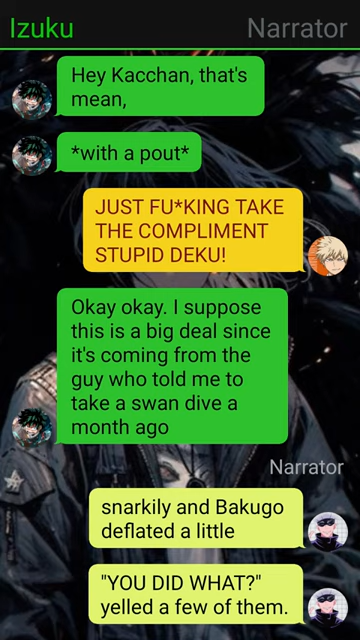 Izuku Narrator
Hey Kacchan, that's
mean,
*with a pout*
JUST FU*KING TAKE
THE COMPLIMENT
STUPID DEKU!
Okay okay. I suppose
this is a big deal since
it's coming from the
guy who told me to
take a swan dive a
month ago
Narrator
snarkily and Bakugo
deflated a little
"YOU DID WHAT?"
yelled a few of them.